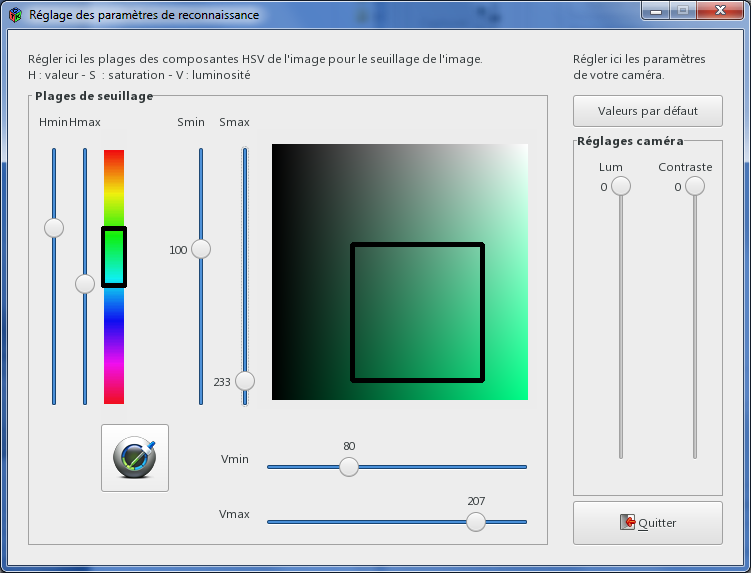 Réglage des paramètres de reconnaissance
Régler ici les plages des composantes HSV de l'image pour le seuillage de l'image.
H : valeur - S : saturation - V : luminosité
Plages de seuillage
Hmin Hmax Smin Smax
100
233
80
Vmin
207
Vmax
Régler ici les paramètres
de votre caméra.
Valeurs par défaut
Réglages caméra
Lum Contraste
0 0
Quitter